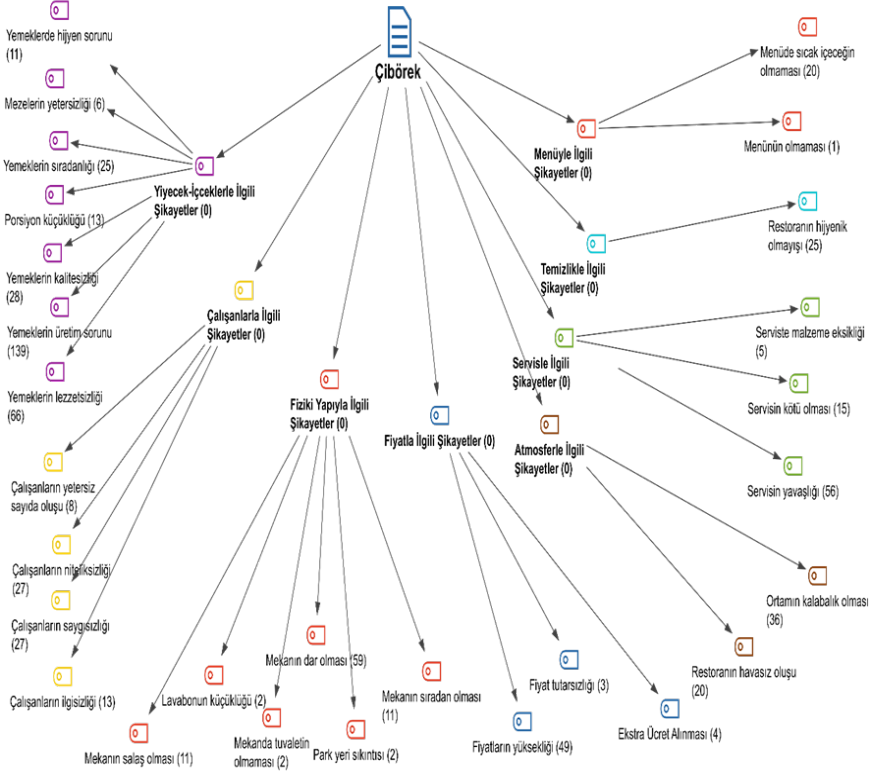 Çibörek
Yiyecek-İçeceklerle İlgili
Şikayetler (0)
Yemeklerde hijyen sorunu
(11)
Mezelerin yetersizliği (6)
Yemeklerin sıradanlığı (25)
Porsiyon küçüklüğü (13)
Yemeklerin kalitesizliği
(28)
Yemeklerin üretim sorunu
(139)
Yemeklerin lezzetsizliği
(66)
Çalışanlarla İlgili
Şikayetler (0)
Çalışanların yetersiz
sayıda oluşu (8)
Çalışanların niteliksizliği
(27)
Çalışanların saygısızlığı
(27)
Çalışanların ilgisizliği (13)
Fiziki Yapıyla İlgili
Şikayetler (0)
Mekanın salaş olması (11)
Lavabonun küçüklüğü (2)
Mekanda tuvaletin
olmaması (2)
Mekanın dar olması (59)
Park yeri sıkıntısı (2)
Mekanın sıradan olması
(11)
Fiyatla İlgili Şikayetler (0)
Fiyatların yüksekliği (49)
Fiyat tutarsızlığı (3)
Ekstra Ücret Alınması (4)
Atmosferle İlgili
Şikayetler (0)
Restoranın havasız oluşu
(20)
Ortamın kalabalık olması
(36)
Servisle İlgili
Şikayetler (0)
Serviste malzeme eksikliği
(5)
Servisin kötü olması (15)
Servisin yavaşlığı (56)
Temizlikle İlgili
Şikayetler (0)
Restoranın hijyenik
olmayışı (25)
Menüyle İlgili
Şikayetler (0)
Menüde sıcak içeceğin
olmaması (20)
Menünün olmaması (1)